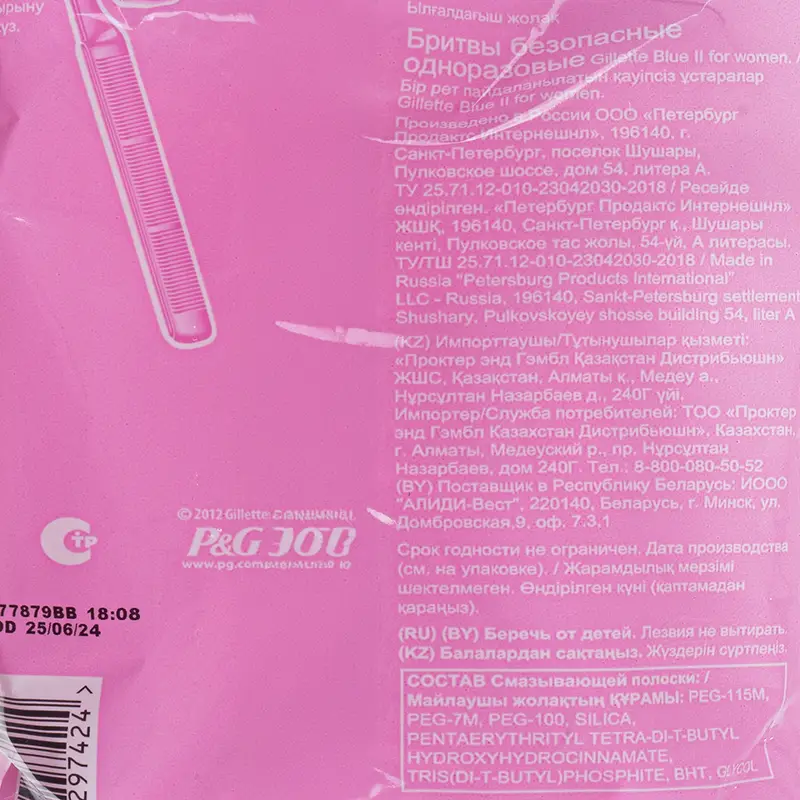 ырыну
үз.
Ылғалдағыш жолақ
Бритвы безопасные
одноразовые Gillette Blue II for women. /
Бір рет пайдаланылатын қауіпсіз ұстаралар
Gillette Blue II for women.
Произведено в России ООО «Петербург
Продактс Интернешнл», 196140, г.
Санкт-Петербург, поселок Шушары,
Пулковское шоссе, дом 54, литера А.
ТУ 25.71.12-010-23042030-2018 / Ресейде
өндірілген. «Петербург Продактс Интернешнл»
ЖШҚ, 196140, Санкт-Петербург қ., Шушары
кенті, Пулковское тас жолы, 54-үй, А литерасы.
ТУ/ТШ 25.71.12-010-23042030-2018 / Made in
Russia "Petersburg Products International"
LLC - Russia, 196140, Sankt-Petersburg settlement
Shushary, Pulkovskoyey shosse building 54, liter A
(KZ) Импорттаушы/Тұтынушылар қызметі:
«Проктер энд Гэмбл Қазақстан Дистрибьюшн»
ЖШС, Қазақстан, Алматы қ., Медеу а.,
Нұрсұлтан Назарбаев д., 240Г үйі.
Импортер/Служба потребителей: ТОО «Проктер
энд Гэмбл Казахстан Дистрибьюшн», Казахстан,
г. Алматы, Медеуский р., пр. Нұрсұлтан
Назарбаев, дом 240Г. Тел.: 8-800-080-50-52
(BY) Поставщик в Республику Беларусь: ИООО
"АЛИДИ-Вест", 220140, Беларусь, г. Минск, ул.
Домбровская,9, оф. 7.3.1
Срок годности не ограничен. Дата производства
(см. на упаковке). / Жарамдылық мерзімі
шектелмеген. Өндірілген күні (қаптамадан
қараңыз).
(RU) (BY) Беречь от детей. Лезвия не вытирать.
(KZ) Балалардан сақтаңыз. Жүздерін сүртпеңіз.
СОСТАВ Смазывающей полоски: /
Майлаушы жолақтың ҚҰРАМЫ: PEG-115M,
PEG-7M, PEG-100, SILICA,
PENTAERYTHRITYL TETRA-DI-T-BUTYL
HYDROXYHYDROCINNAMATE,
TRIS(DI-T-BUTYL)PHOSPHITE, BHT, GLYCOL
© 2012 Gillette
P&G
СТР
77879BB 18:08
OD 25/06/24
297424 >